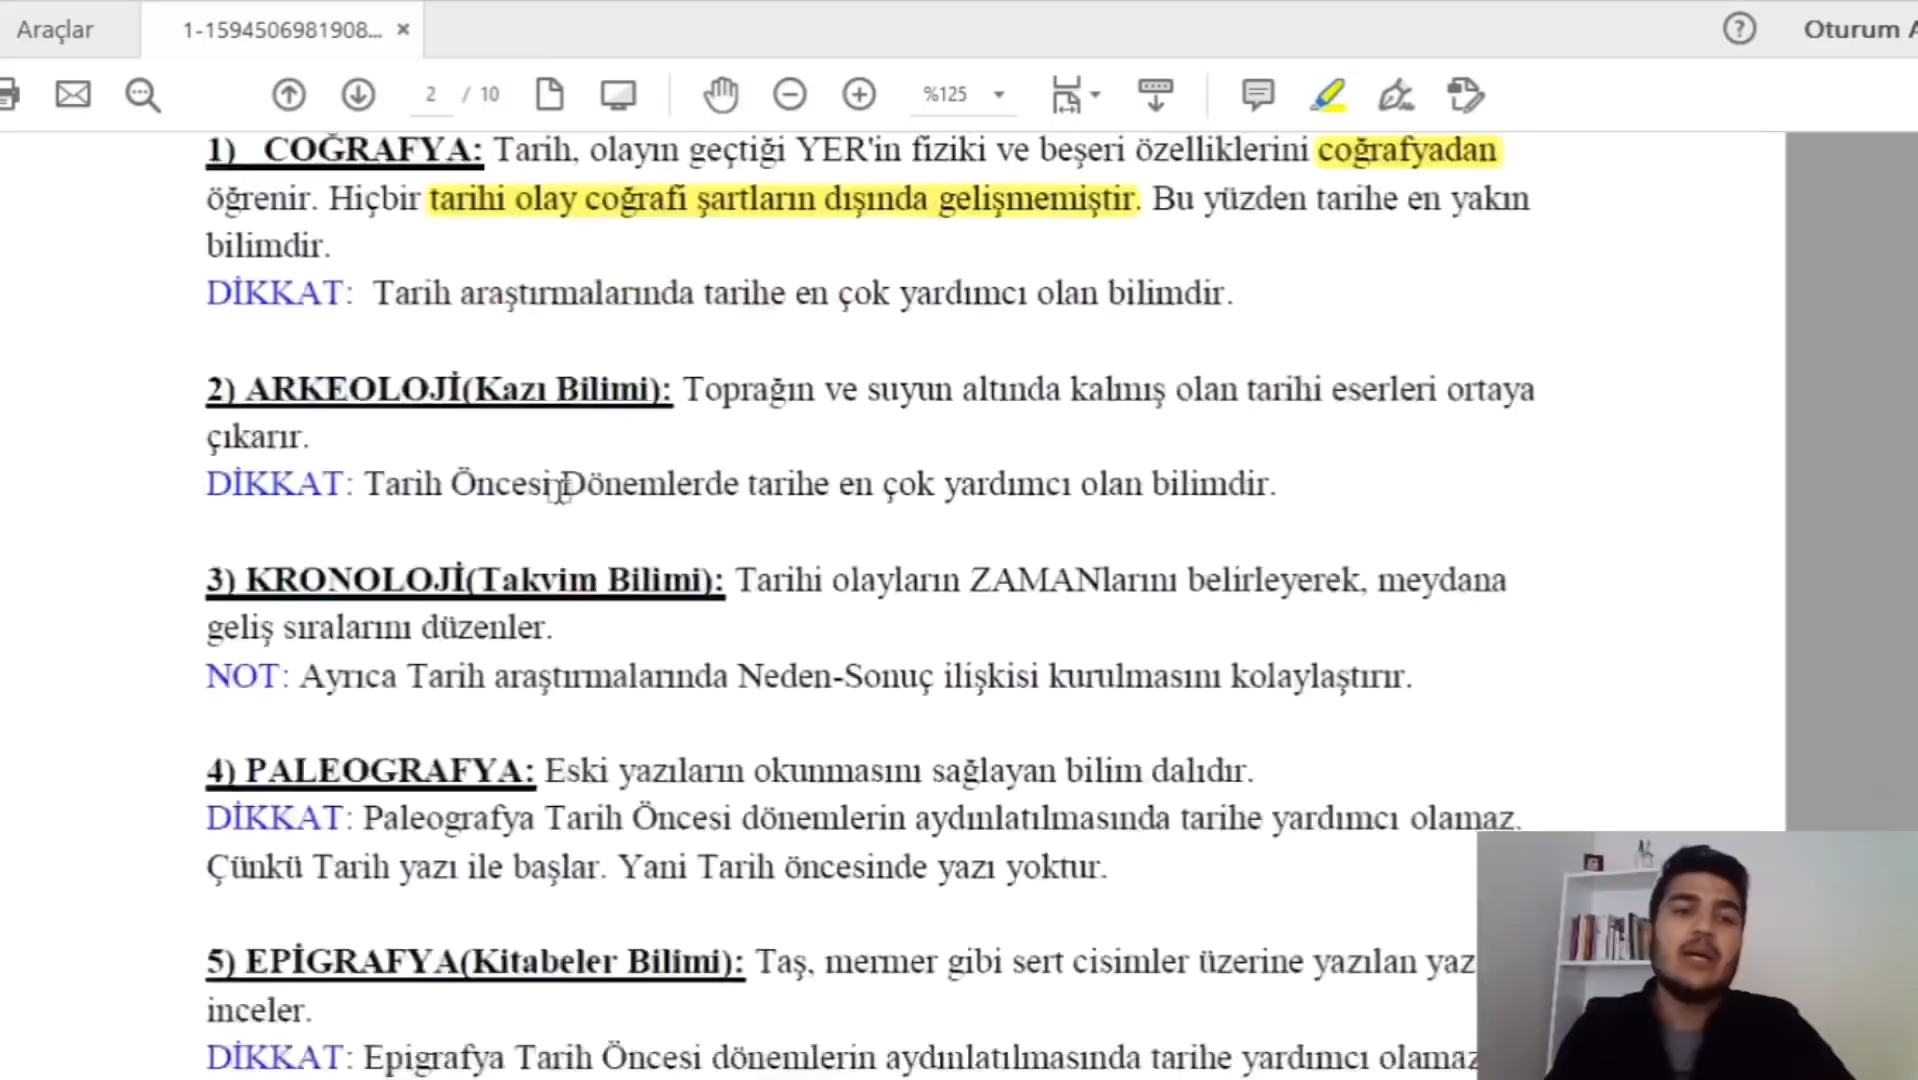 Araçlar
1-1594506981908...
Oturum A
2 / 10
%125
1) COĞRAFYA: Tarih, olayın geçtiği YER'in fiziki ve beşeri özelliklerini coğrafyadan
öğrenir. Hiçbir tarihi olay coğrafi şartların dışında gelişmemiştir. Bu yüzden tarihe en yakın
bilimdir.
DİKKAT: Tarih araştırmalarında tarihe en çok yardımcı olan bilimdir.
2) ARKEOLOJİ(Kazı Bilimi): Toprağın ve suyun altında kalmış olan tarihi eserleri ortaya
çıkarır.
DİKKAT: Tarih Öncesi Dönemlerde tarihe en çok yardımcı olan bilimdir.
3) KRONOLOJİ(Takvim Bilimi): Tarihi olayların ZAMANlarını belirleyerek, meydana
geliş sıralarını düzenler.
NOT: Ayrıca Tarih araştırmalarında Neden-Sonuç ilişkisi kurulmasını kolaylaştırır.
4) PALEOGRAFYA: Eski yazıların okunmasını sağlayan bilim dalıdır.
DİKKAT: Paleografya Tarih Öncesi dönemlerin aydınlatılmasında tarihe yardımcı olamaz.
Çünkü Tarih yazı ile başlar. Yani Tarih öncesinde yazı yoktur.
5) EPİGRAFYA(Kitabeler Bilimi): Taş, mermer gibi sert cisimler üzerine yazılan yaz
inceler.
DİKKAT: Epigrafya Tarih Öncesi dönemlerin aydınlatılmasında tarihe yardımcı olamaz